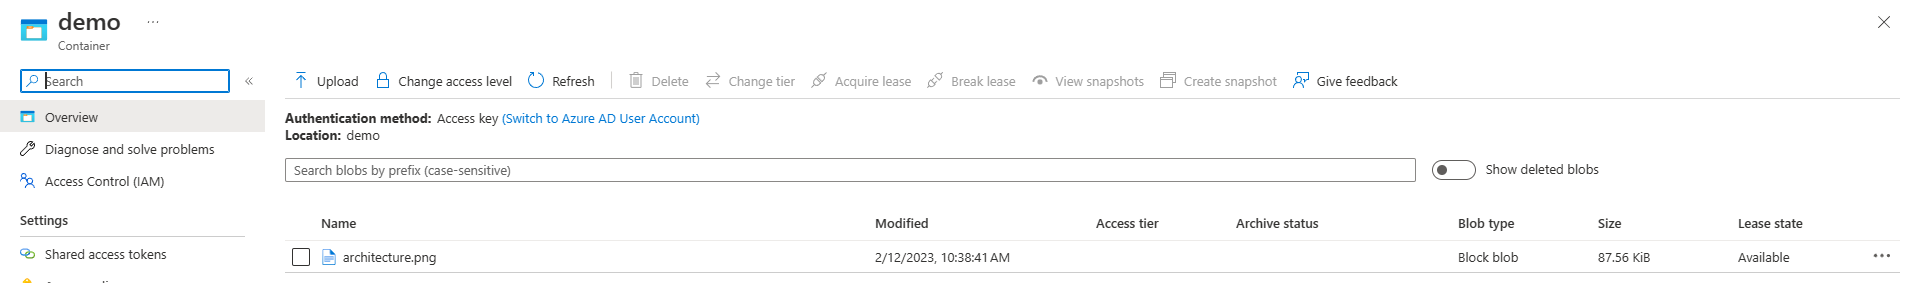 demo ...
Container
Search «
Upload Change access level Refresh Delete Change tier Acquire lease Break lease View snapshots Create snapshot Give feedback
Overview
Diagnose and solve problems
Access Control (IAM)
Settings
Shared access tokens
Authentication method: Access key (Switch to Azure AD User Account)
Location: demo
Search blobs by prefix (case-sensitive) Show deleted blobs
Name Modified Access tier Archive status Blob type Size Lease state
architecture.png 2/12/2023, 10:38:41 AM Block blob 87.56 KiB Available ...